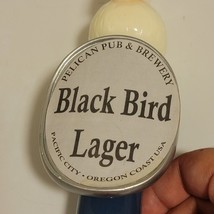 PELICAN PUB & BREWERY
Black Bird
Lager
PACIFIC CITY • OREGON COAST USA